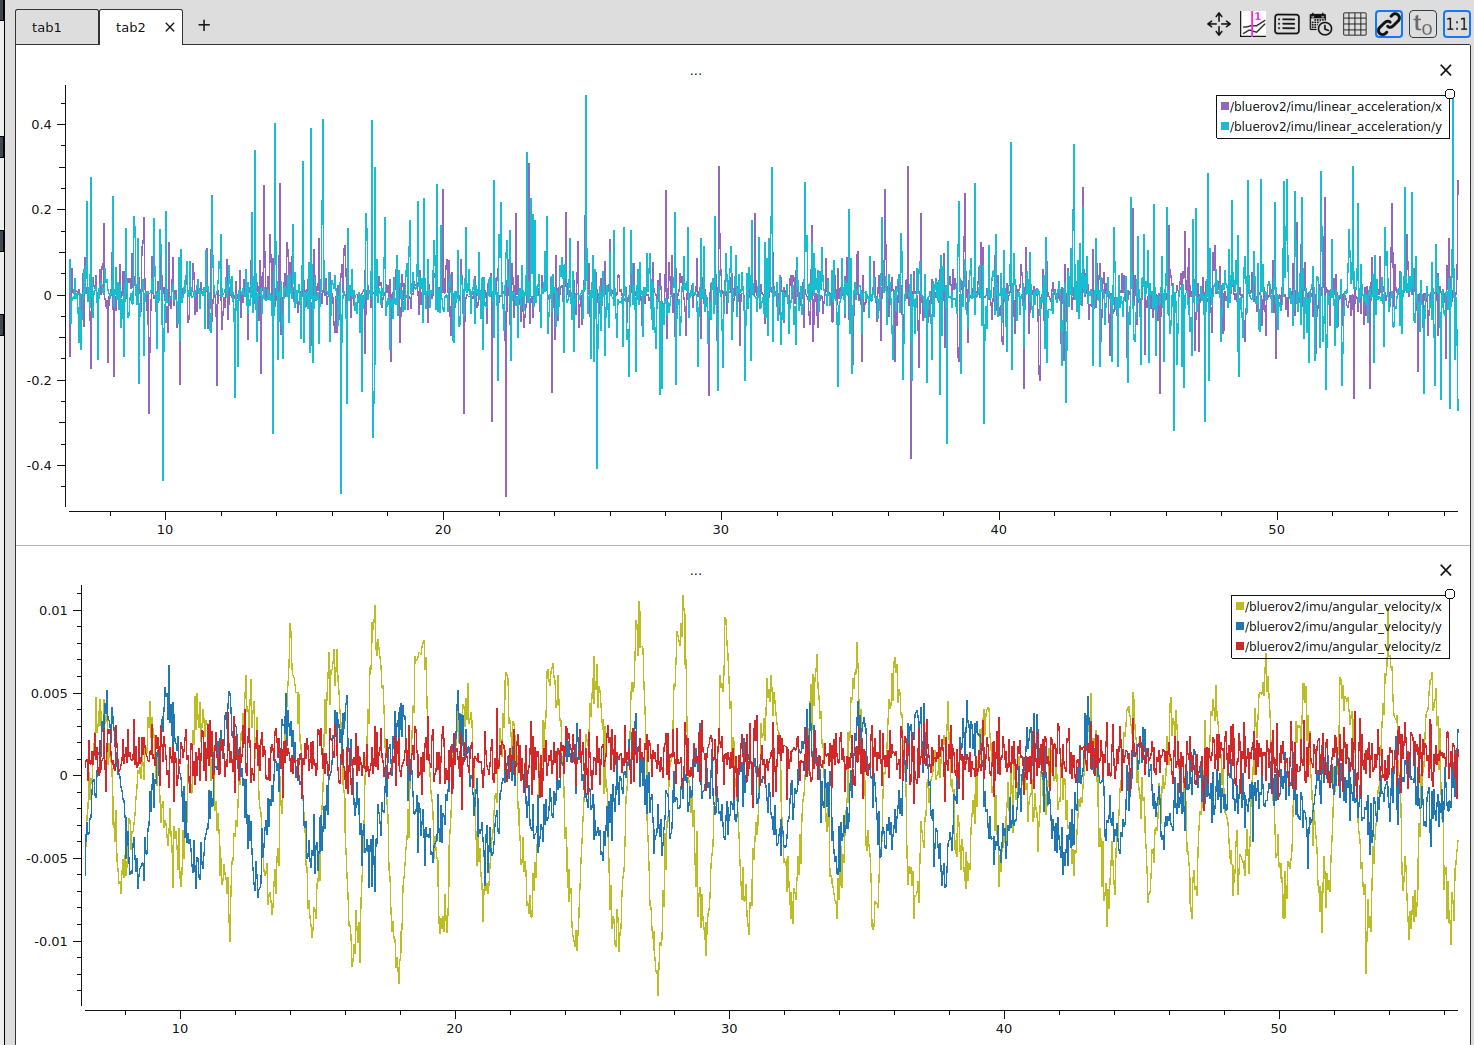 tab1 tab2 × + 1 t0 1:1
...
/bluerov2/imu/linear_acceleration/x
/bluerov2/imu/linear_acceleration/y
0.4
0.2
0
-0.2
-0.4
10 20 30 40 50
...
/bluerov2/imu/angular_velocity/x
/bluerov2/imu/angular_velocity/y
/bluerov2/imu/angular_velocity/z
0.01
0.005
0
-0.005
-0.01
10 20 30 40 50